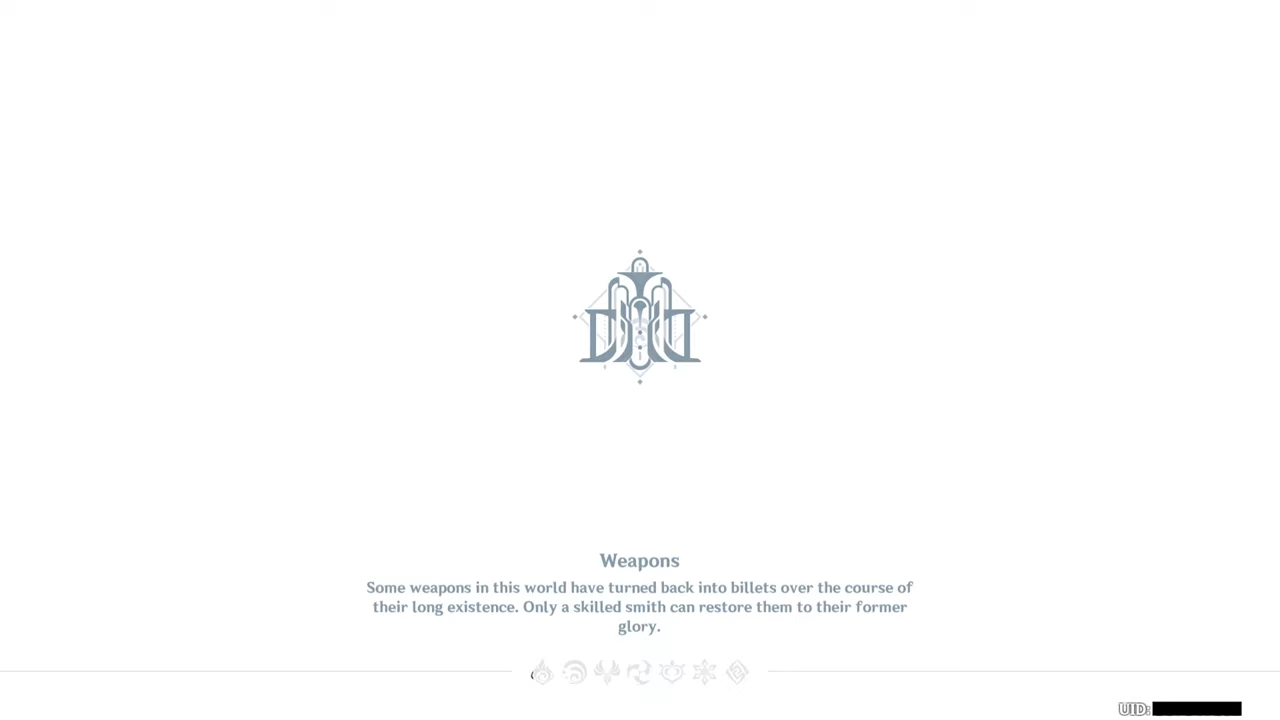 Weapons
Some weapons in this world have turned back into billets over the course of
their long existence. Only a skilled smith can restore them to their former
glory.
UID: